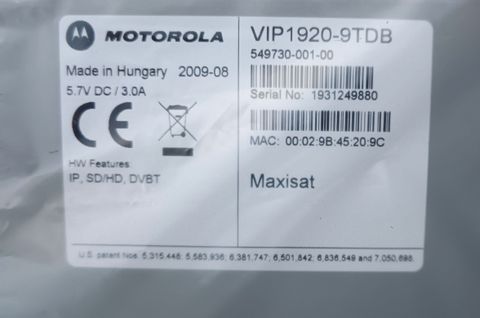 MOTOROLA
Made in Hungary 2009-08
5.7V DC / 3.0A
CE
HW Features:
IP, SD/HD, DVBT
VIP1920-9TDB
549730-001-00
Serial No: 1931249880
MAC: 00:02:9B:45:20:9C
Maxisat
U.S. patent Nos. 5,315,448; 5,583,936; 6,381,747; 6,501,842; 6,836,549 and 7,050,698.